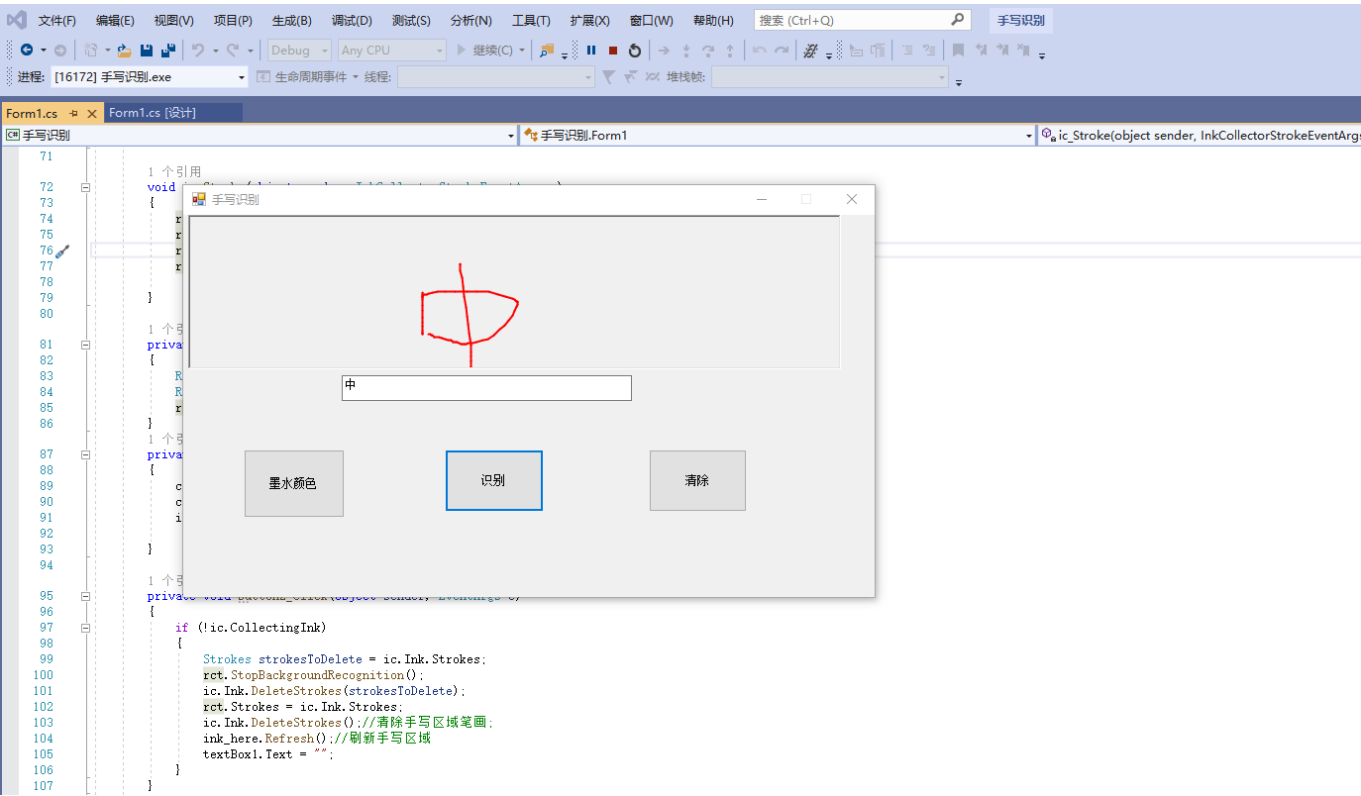 文件(F) 编辑(E) 视图(V) 项目(P) 生成(B) 调试(D) 测试(S) 分析(N) 工具(T) 扩展(X) 窗口(W) 帮助(H) 搜索 (Ctrl+Q) 手写识别
Debug Any CPU 继续(C)
进程: [16172] 手写识别.exe 生命周期事件 线程: 堆栈帧:
Form1.cs Form1.cs [设计]
C# 手写识别 手写识别.Form1 ic_Stroke(object sender, InkCollectorStrokeEventArgs
71
1 个引用
72 void
手写识别
73 {
74 r
75 r
76 r
77 r
78
79 }
80
中
1 个
81 priva
82 {
83 R
84 R
85 r
中
86 }
1 个
87 priva
88 {
89 c
90 c
91 i
墨水颜色 识别 清除
92
93 }
94
1 个
95 private void button2_Click(object sender, EventArgs e)
96 {
97 if (!ic.CollectingInk)
98 {
99 Strokes strokesToDelete = ic.Ink.Strokes;
100 rct.StopBackgroundRecognition();
101 ic.Ink.DeleteStrokes(strokesToDelete);
102 rct.Strokes = ic.Ink.Strokes;
103 ic.Ink.DeleteStrokes();//清除手写区域笔画;
104 ink_here.Refresh();//刷新手写区域
105 textBox1.Text = "";
106 }
107 }